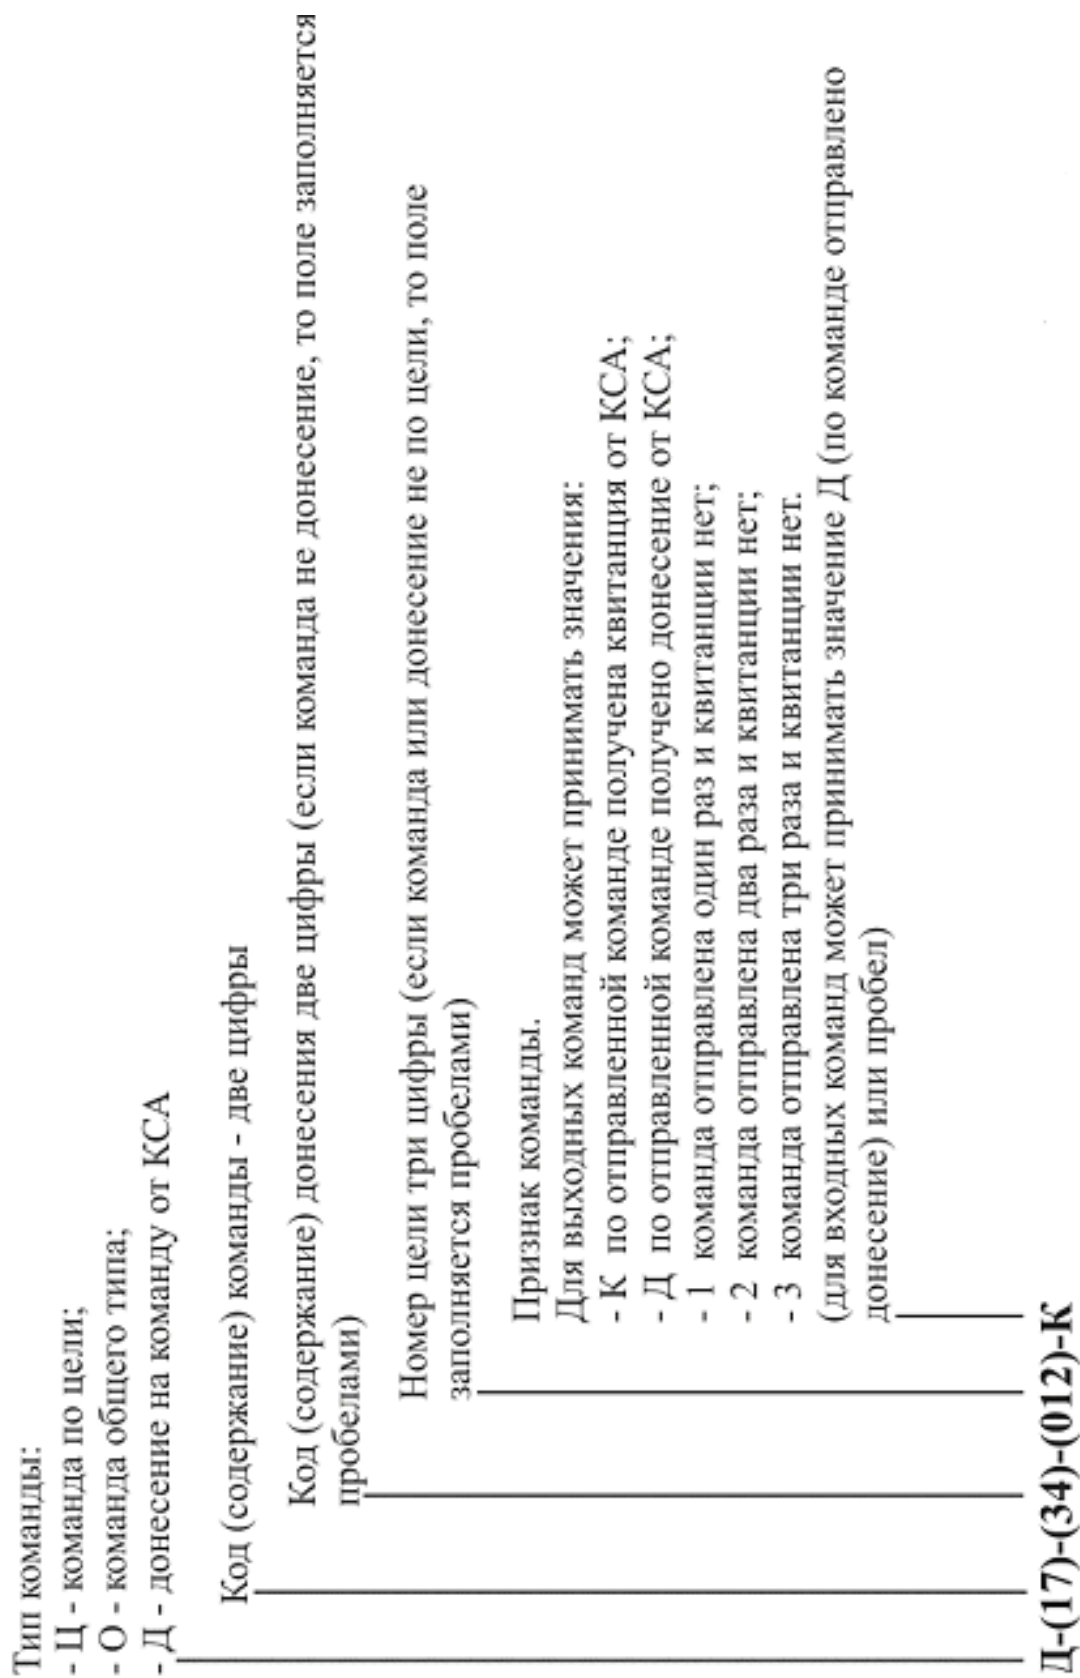 Тип команды:
- Ц - команда по цели;
- О - команда общего типа;
- Д - донесение на команду от КСА
Код (содержание) команды - две цифры
Код (содержание) донесения две цифры (если команда не донесение, то поле заполняется
пробелами)
Номер цели три цифры (если команда или донесение не по цели, то поле
заполняется пробелами)
Признак команды.
Для выходных команд может принимать значения:
- К по отправленной команде получена квитанция от КСА;
- Д по отправленной команде получено донесение от КСА;
- 1 команда отправлена один раз и квитанции нет;
- 2 команда отправлена два раза и квитанции нет;
- 3 команда отправлена три раза и квитанции нет.
(для входных команд может принимать значение Д (по команде отправлено
донесение) или пробел)
Д-(17)-(34)-(012)-К